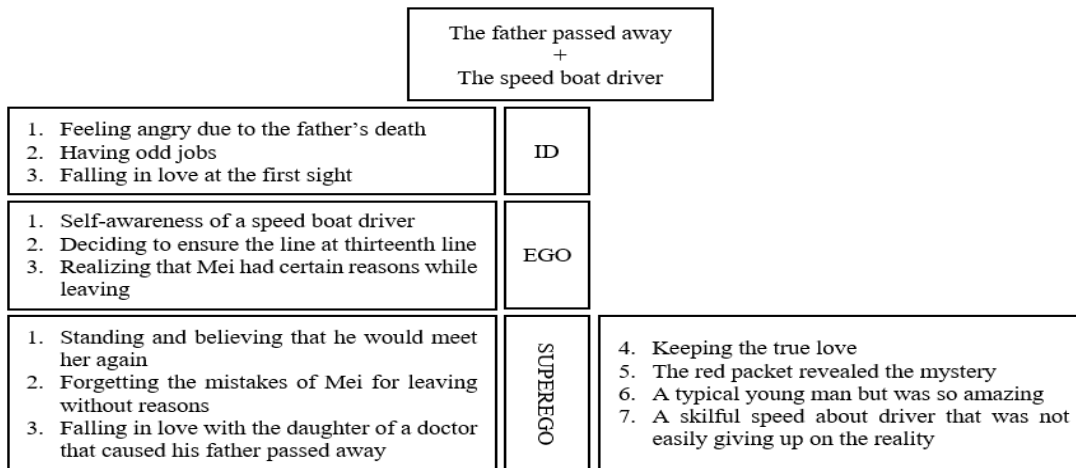 The father passed away
+
The speed boat driver
1. Feeling angry due to the father's death
2. Having odd jobs
3. Falling in love at the first sight
ID
1. Self-awareness of a speed boat driver
2. Deciding to ensure the line at thirteenth line
3. Realizing that Mei had certain reasons while
leaving
EGO
1. Standing and believing that he would meet
her again
2. Forgetting the mistakes of Mei for leaving
without reasons
3. Falling in love with the daughter of a doctor
that caused his father passed away
SUPEREGO
4. Keeping the true love
5. The red packet revealed the mystery
6. A typical young man but was so amazing
7. A skilful speed about driver that was not
easily giving up on the reality